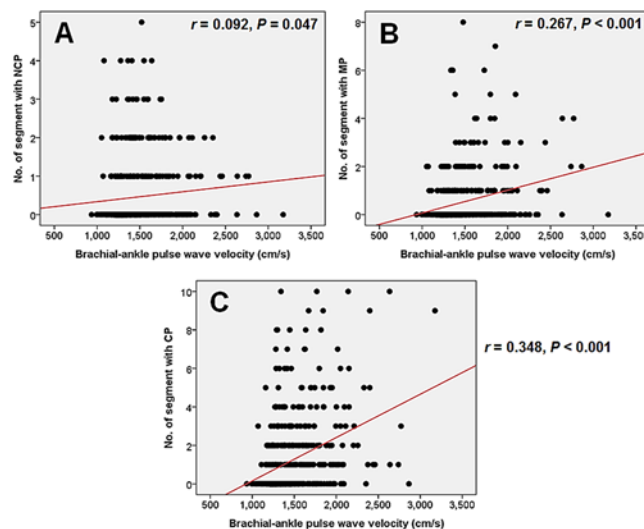 A
r = 0.092, P = 0.047
No. of segment with NCP
5
4
3
2
1
0
500 1,000 1,500 2,000 2,500 3,000 3,500
Brachial-ankle pulse wave velocity (cm/s)
B
r = 0.267, P < 0.001
No. of segment with MP
8
6
4
2
0
500 1,000 1,500 2,000 2,500 3,000 3,500
Brachial-ankle pulse wave velocity (cm/s)
C
r = 0.348, P < 0.001
No. of segment with CP
10
8
6
4
2
0
500 1,000 1,500 2,000 2,500 3,000 3,500
Brachial-ankle pulse wave velocity (cm/s)